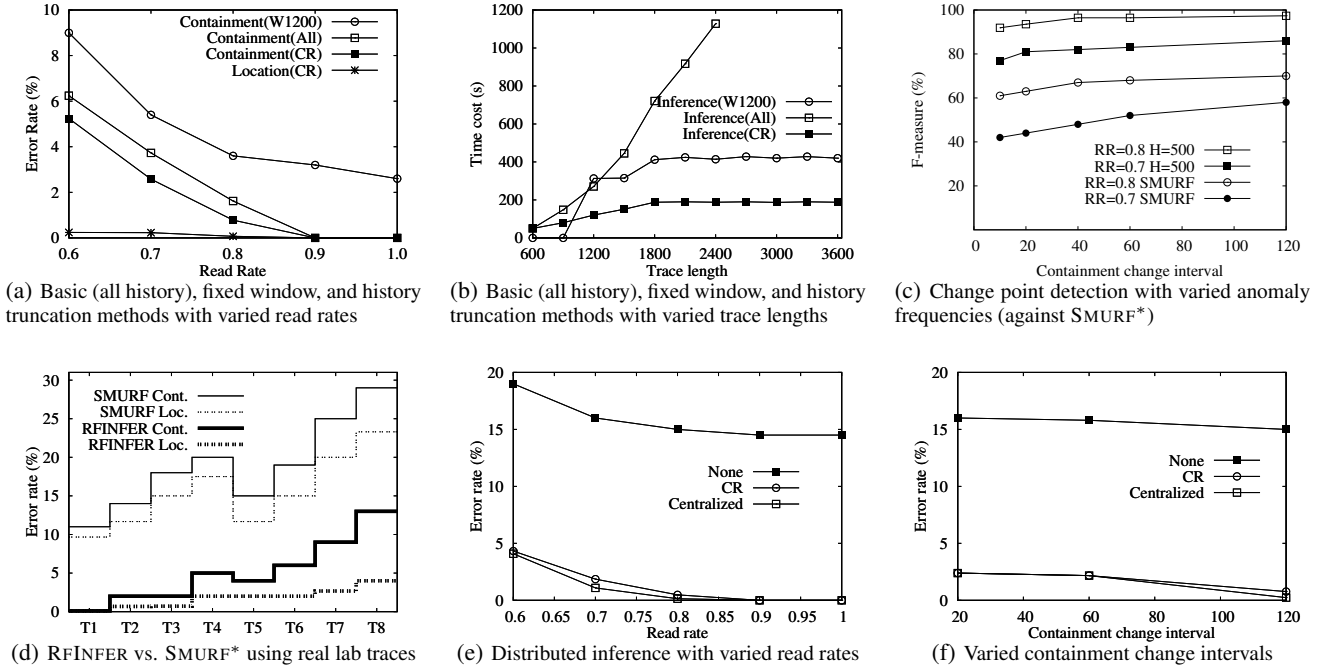 10
8
6
4
2
0
Error Rate (%)
Containment(W1200)
Containment(All)
Containment(CR)
Location(CR)
0.6 0.7 0.8 0.9 1.0
Read Rate
(a) Basic (all history), fixed window, and history
truncation methods with varied read rates
1200
1000
800
600
400
200
0
Time cost (s)
Inference(W1200)
Inference(All)
Inference(CR)
600 1200 1800 2400 3000 3600
Trace length
(b) Basic (all history), fixed window, and history
truncation methods with varied trace lengths
100
80
60
40
20
F-measure (%)
RR=0.8 H=500
RR=0.7 H=500
RR=0.8 SMURF
RR=0.7 SMURF
0 20 40 60 80 100 120
Containment change interval
(c) Change point detection with varied anomaly
frequencies (against SMURF*)
30
25
20
15
10
5
0
Error rate (%)
SMURF Cont.
SMURF Loc.
RFINFER Cont.
RFINFER Loc.
T1 T2 T3 T4 T5 T6 T7 T8
(d) RFINFER vs. SMURF* using real lab traces
20
15
10
5
0
Error rate (%)
None
CR
Centralized
0.6 0.65 0.7 0.75 0.8 0.85 0.9 0.95 1
Read rate
(e) Distributed inference with varied read rates
20
15
10
5
0
Error rate (%)
None
CR
Centralized
20 40 60 80 100 120
Containment change interval
(f) Varied containment change intervals